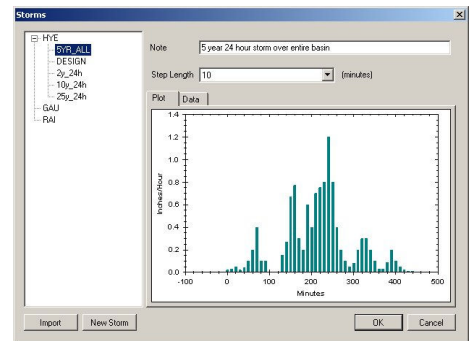 Storms
HYE
5YR_ALL
DESIGN
2y_24h
10y_24h
25y_24h
GAU
RAI
Note
5 year 24 hour storm over entire basin
Step Length
10
(minutes)
Plot
Data
1.4
1.2
1.0
0.8
0.6
0.4
0.2
0.0
Inches/Hour
-100
0
100
200
300
400
500
Minutes
Import
New Storm
OK
Cancel